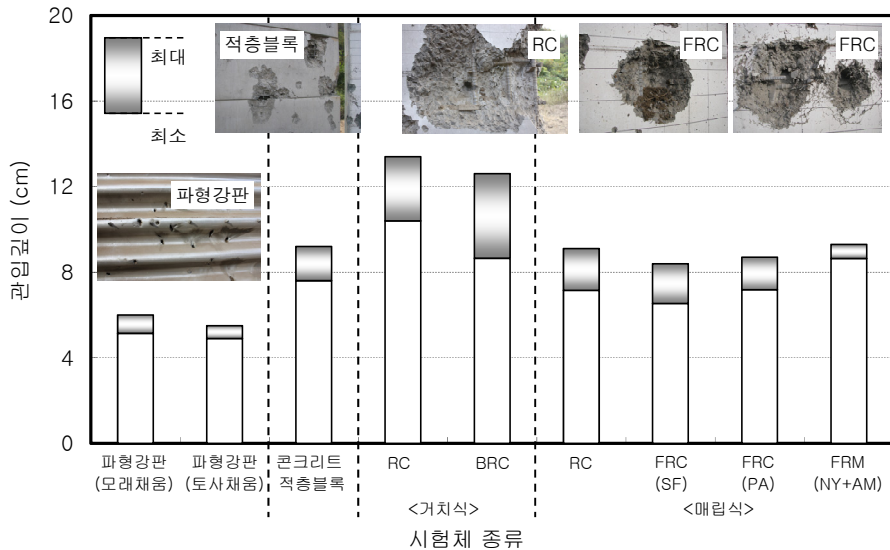 20
16
12
8
4
0
관입깊이 (cm)
최대
최소
적층블록
RC
FRC
FRC
파형강판
파형강판
(모래채움)
파형강판
(토사채움)
콘크리트
적층블록
RC
BRC
RC
FRC
(SF)
FRC
(PA)
FRM
(NY+AM)
<거치식>
<매립식>
시험체 종류